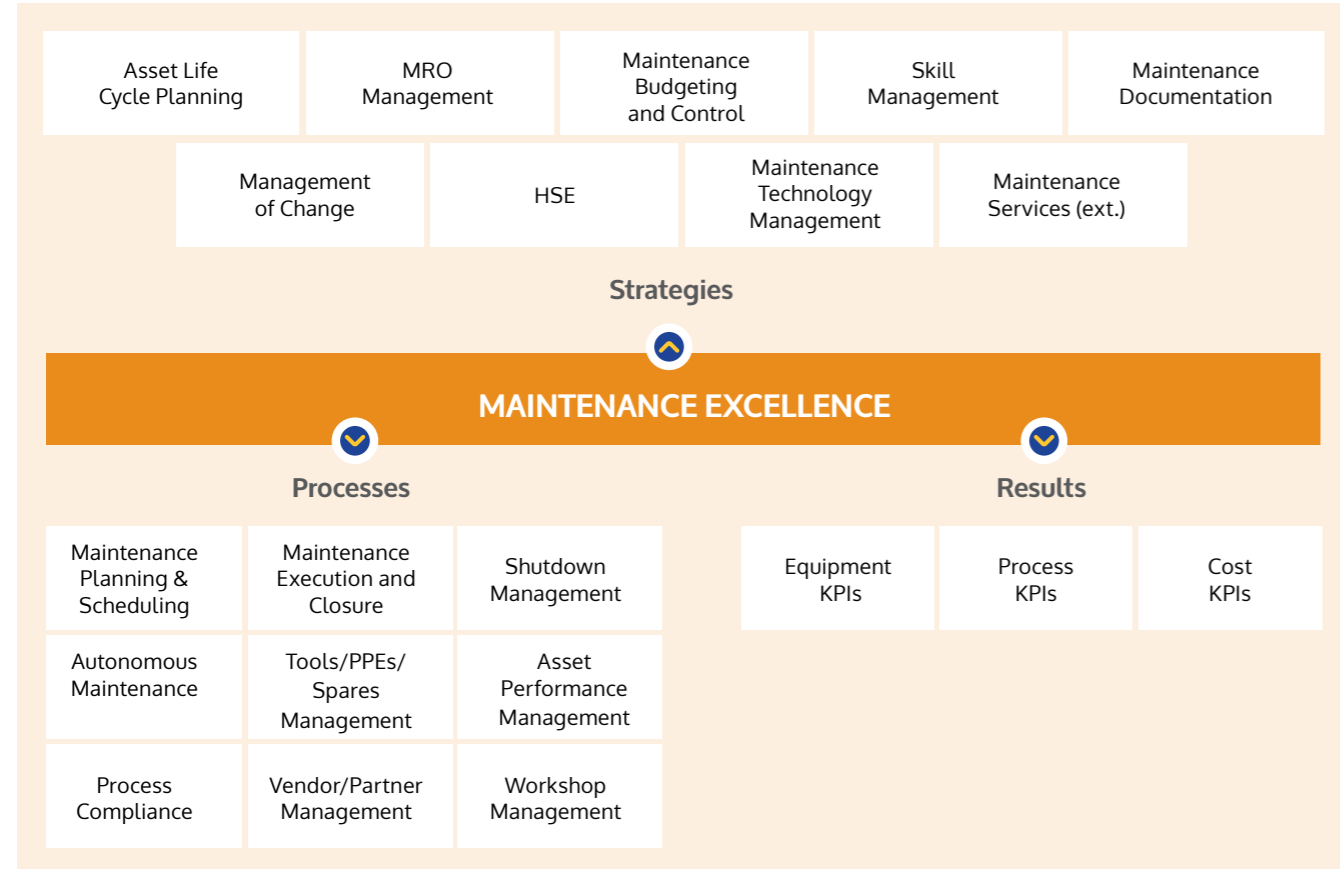 Asset Life
Cycle Planning
MRO
Management
Maintenance
Budgeting
and Control
Skill
Management
Maintenance
Documentation
Management
of Change
HSE
Maintenance
Technology
Management
Maintenance
Services (ext.)
Strategies
MAINTENANCE EXCELLENCE
Processes
Maintenance
Planning &
Scheduling
Maintenance
Execution and
Closure
Shutdown
Management
Autonomous
Maintenance
Tools/PPEs/
Spares
Management
Asset
Performance
Management
Process
Compliance
Vendor/Partner
Management
Workshop
Management
Results
Equipment
KPIs
Process
KPIs
Cost
KPIs